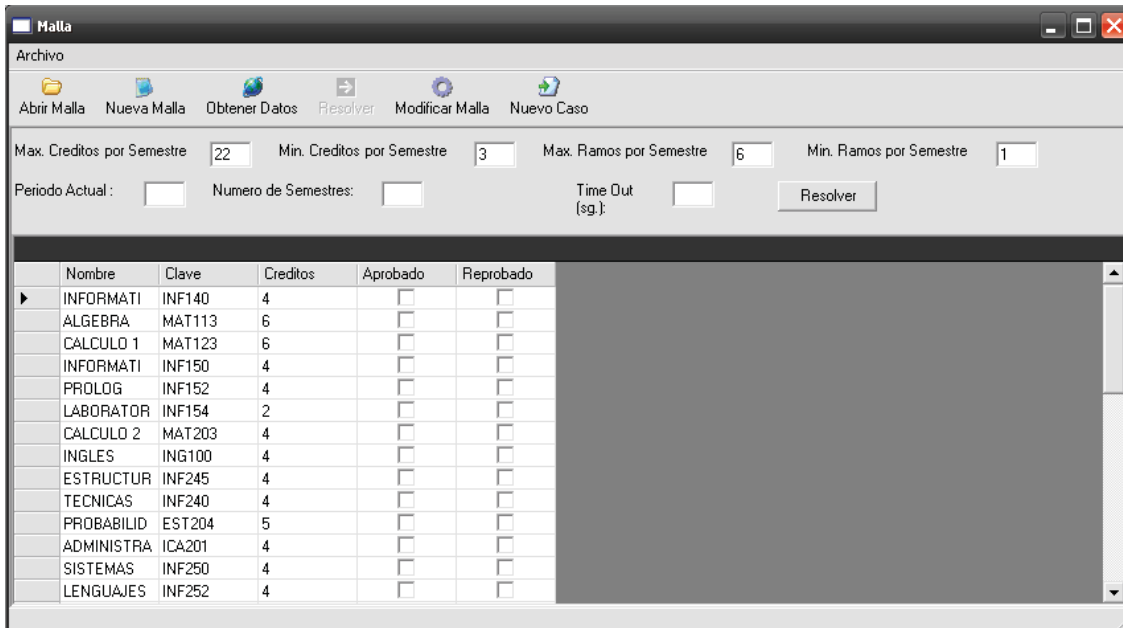 Malla
Archivo
Abrir Malla Nueva Malla Obtener Datos Resolver Modificar Malla Nuevo Caso
Max. Creditos por Semestre 22 Min. Creditos por Semestre 3 Max. Ramos por Semestre 6 Min. Ramos por Semestre 1
Periodo Actual : Numero de Semestres: Time Out
(sg.): Resolver
Nombre Clave Creditos Aprobado Reprobado
INFORMATI INF140 4
ALGEBRA MAT113 6
CALCULO 1 MAT123 6
INFORMATI INF150 4
PROLOG INF152 4
LABORATOR INF154 2
CALCULO 2 MAT203 4
INGLES ING100 4
ESTRUCTUR INF245 4
TECNICAS INF240 4
PROBABILID EST204 5
ADMINISTRA ICA201 4
SISTEMAS INF250 4
LENGUAJES INF252 4